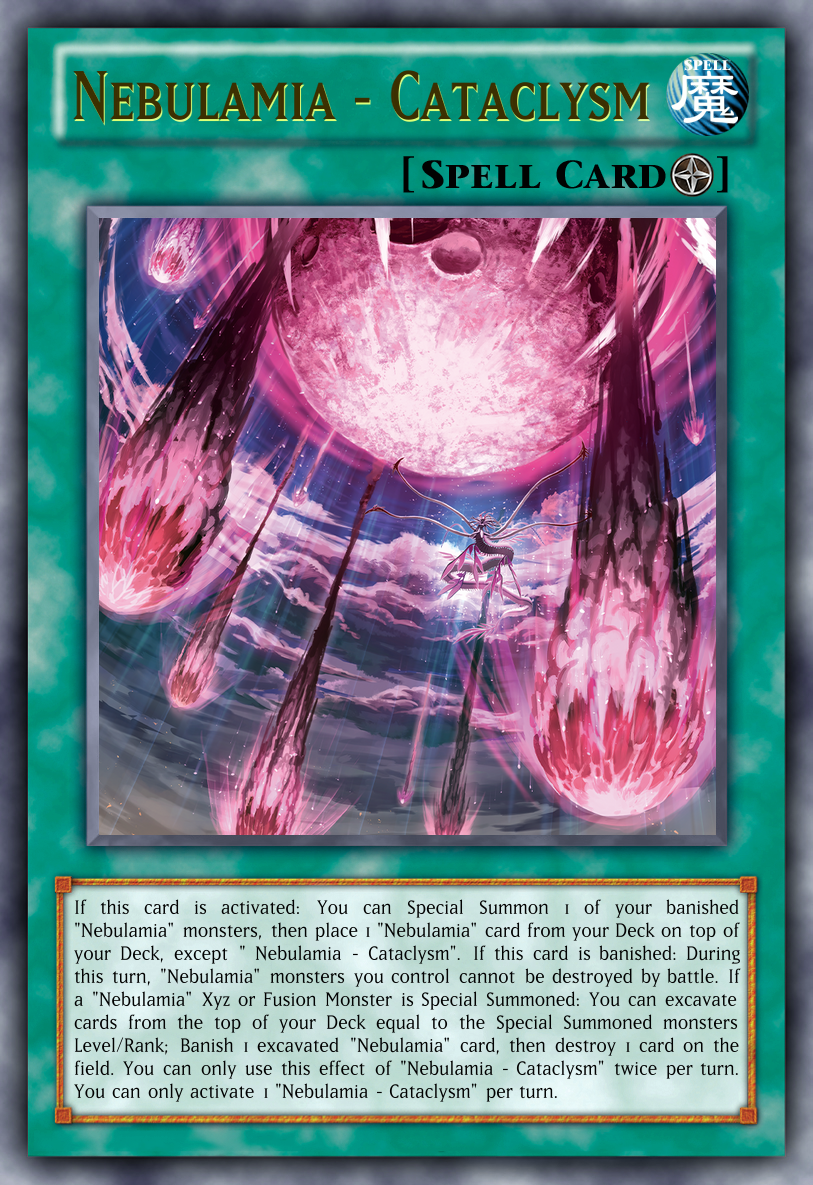 Nebulamia - Cataclysm
SPELL
魔
[Spell Card]
If this card is activated: You can Special Summon 1 of your banished
"Nebulamia" monsters, then place 1 "Nebulamia" card from your Deck on top of
your Deck, except " Nebulamia - Cataclysm". If this card is banished: During
this turn, "Nebulamia" monsters you control cannot be destroyed by battle. If
a "Nebulamia" Xyz or Fusion Monster is Special Summoned: You can excavate
cards from the top of your Deck equal to the Special Summoned monsters
Level/Rank; Banish 1 excavated "Nebulamia" card, then destroy 1 card on the
field. You can only use this effect of "Nebulamia - Cataclysm" twice per turn.
You can only activate 1 "Nebulamia - Cataclysm" per turn.